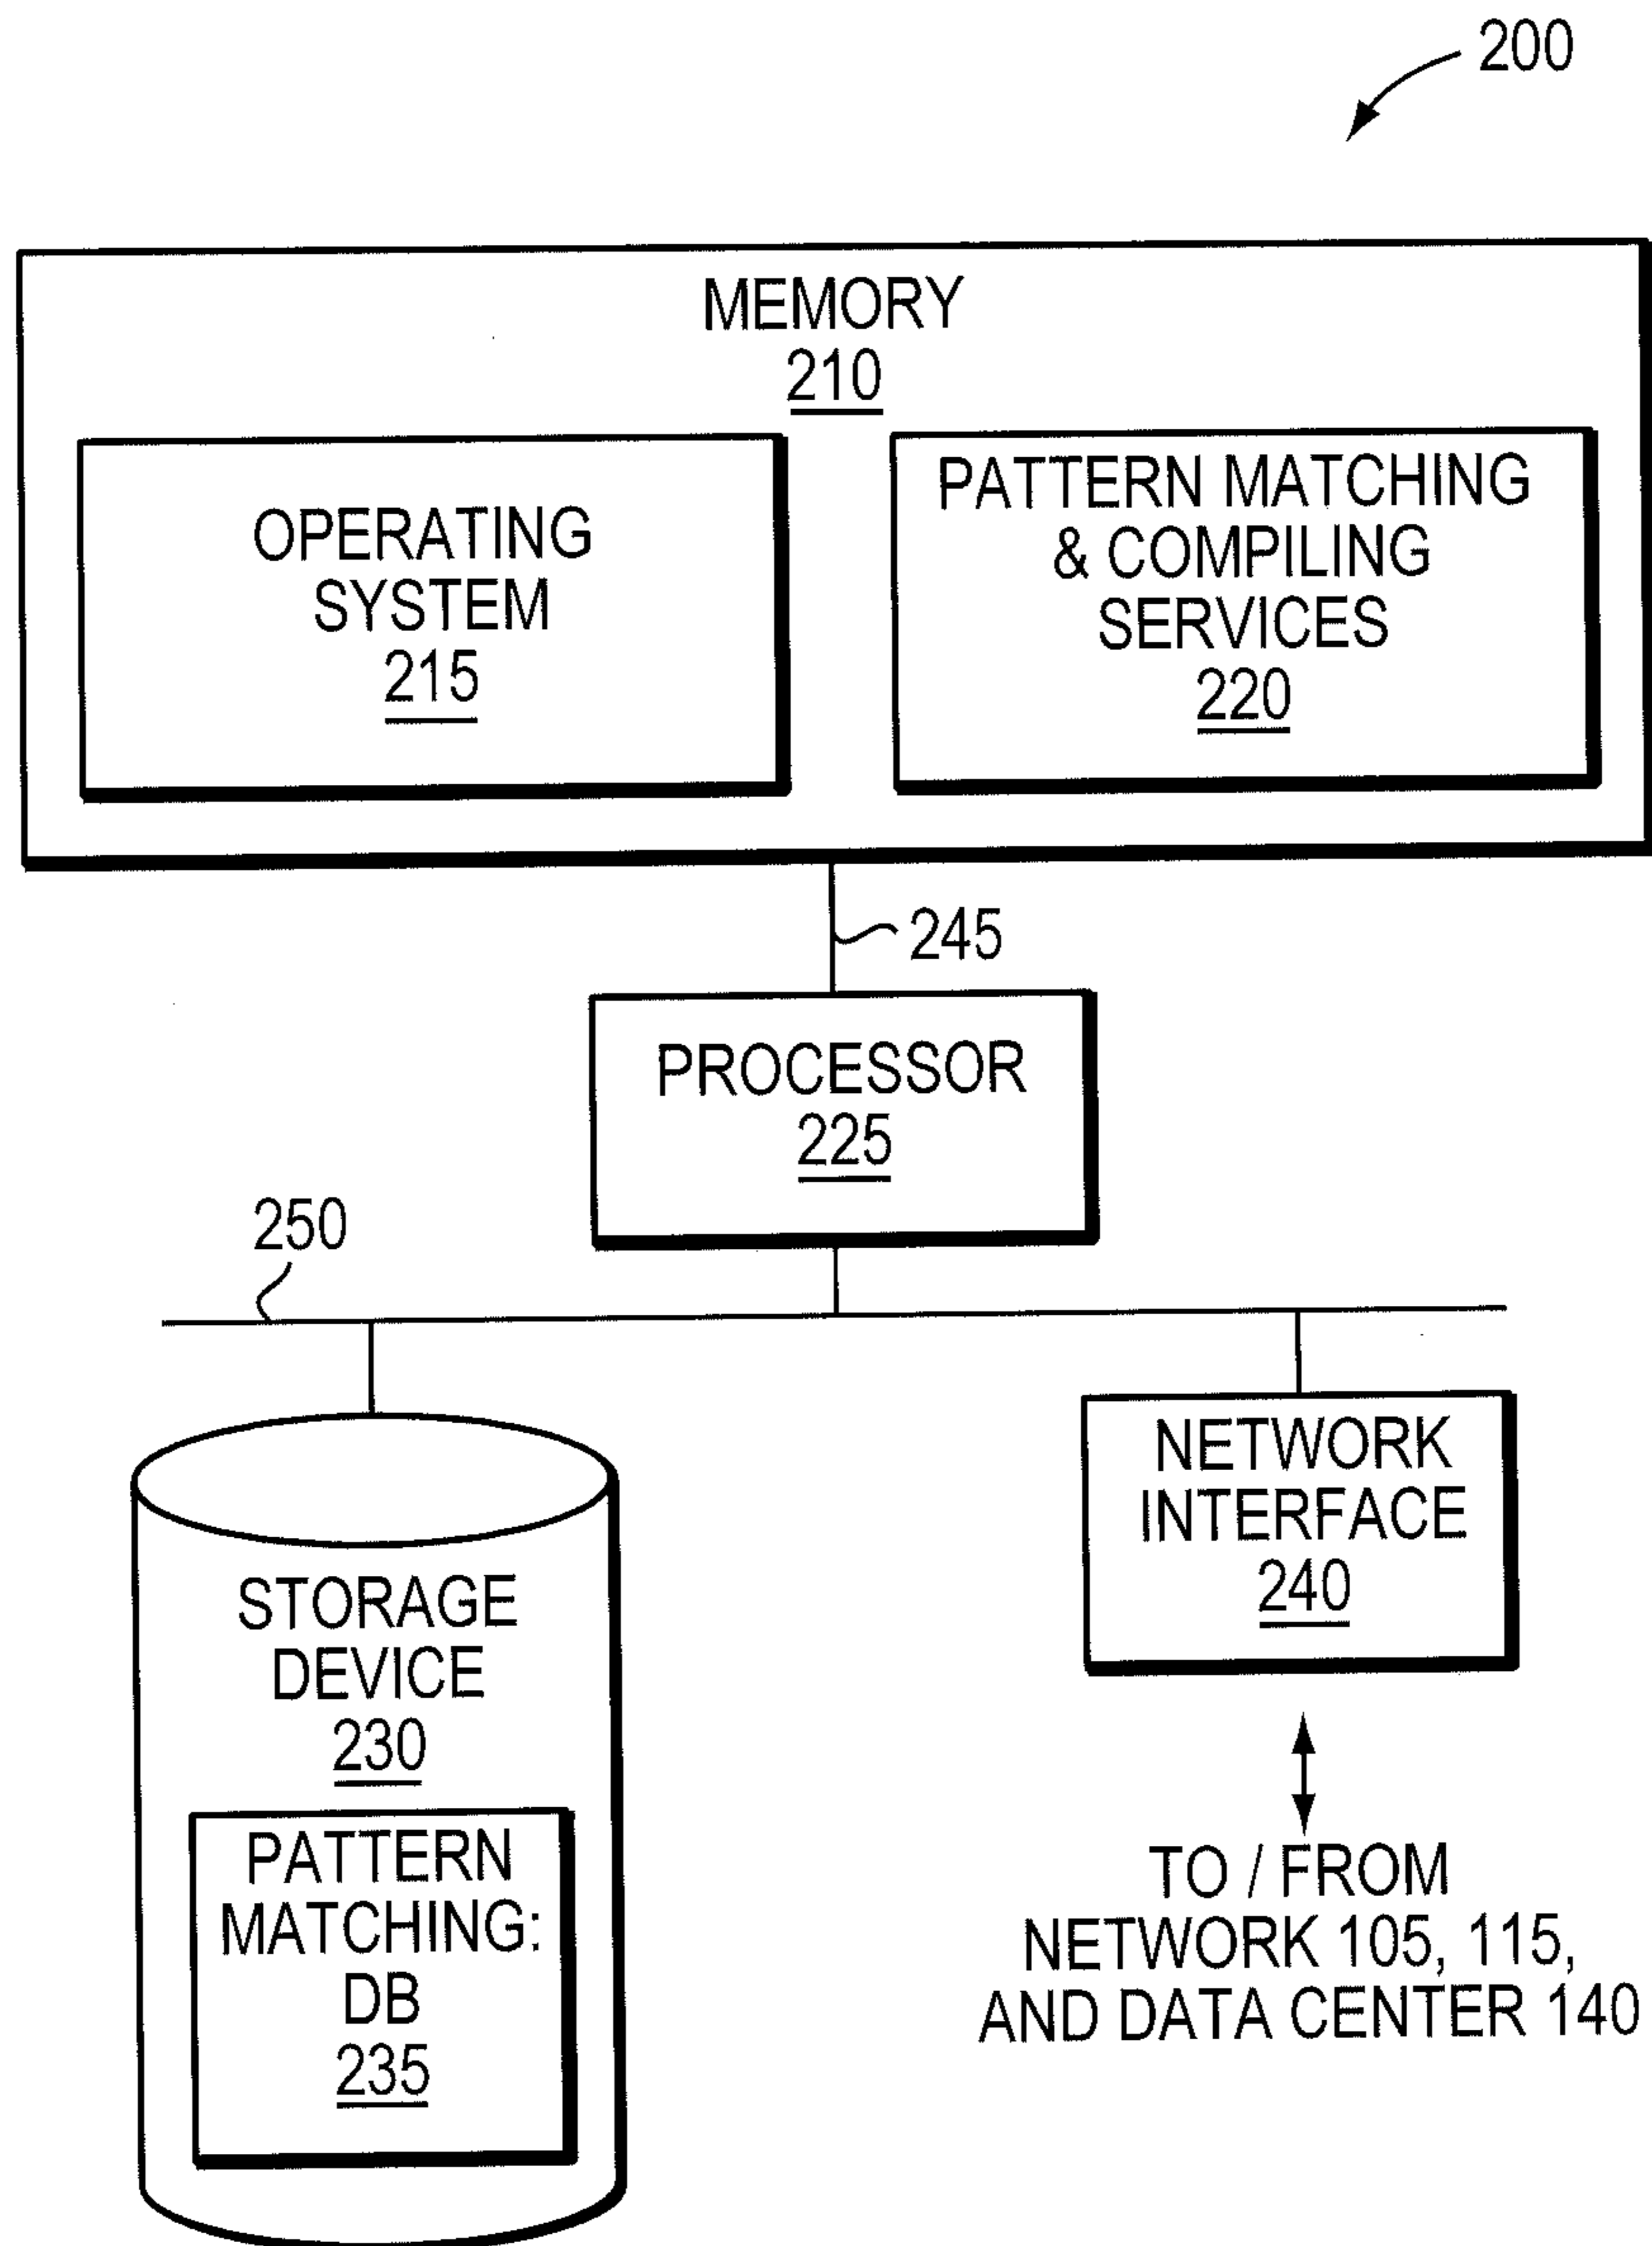 200
MEMORY
210
OPERATING
SYSTEM
215
PATTERN MATCHING
& COMPILING
SERVICES
220
245
PROCESSOR
225
250
STORAGE
DEVICE
230
PATTERN
MATCHING:
DB
235
NETWORK
INTERFACE
240
TO / FROM
NETWORK 105, 115,
AND DATA CENTER 140